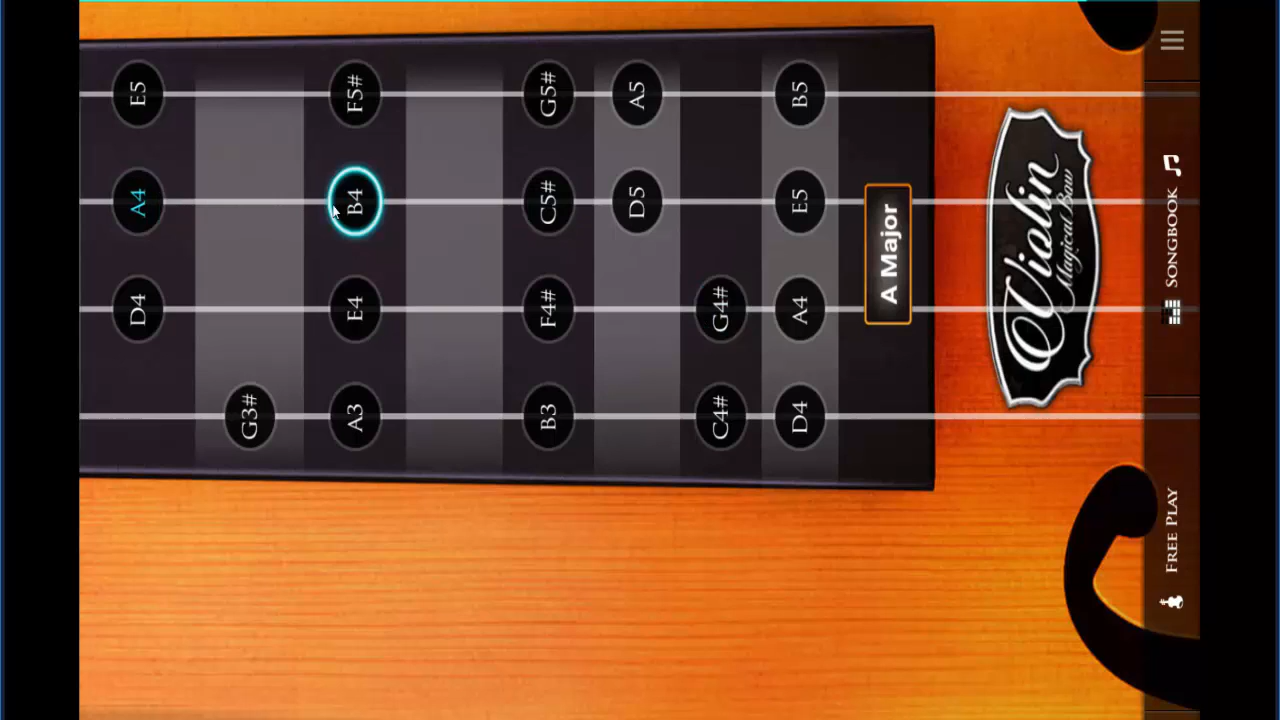 E5
F5#
G5#
A5
B5
A4
B4
C5#
D5
E5
D4
E4
F4#
G4#
A4
G3#
A3
B3
C4#
D4
A Major
Violin
Magical Bow
SONGBOOK
FREE PLAY